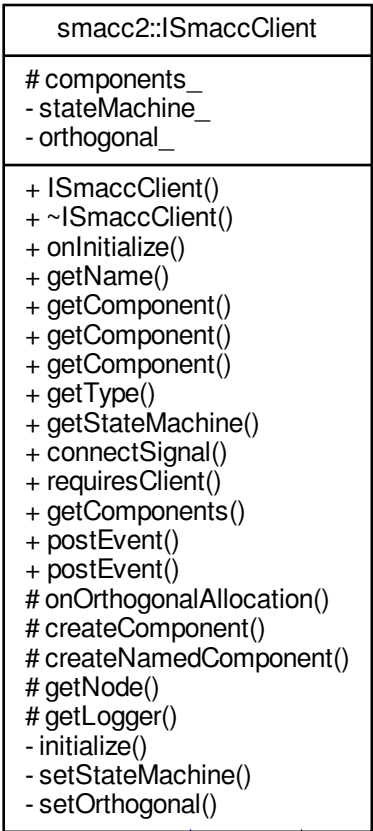 smacc2::ISmaccClient
# components_
- stateMachine_
- orthogonal_
+ ISmaccClient()
+ ~ISmaccClient()
+ onInitialize()
+ getName()
+ getComponent()
+ getComponent()
+ getComponent()
+ getType()
+ getStateMachine()
+ connectSignal()
+ requiresClient()
+ getComponents()
+ postEvent()
+ postEvent()
# onOrthogonalAllocation()
# createComponent()
# createNamedComponent()
# getNode()
# getLogger()
- initialize()
- setStateMachine()
- setOrthogonal()